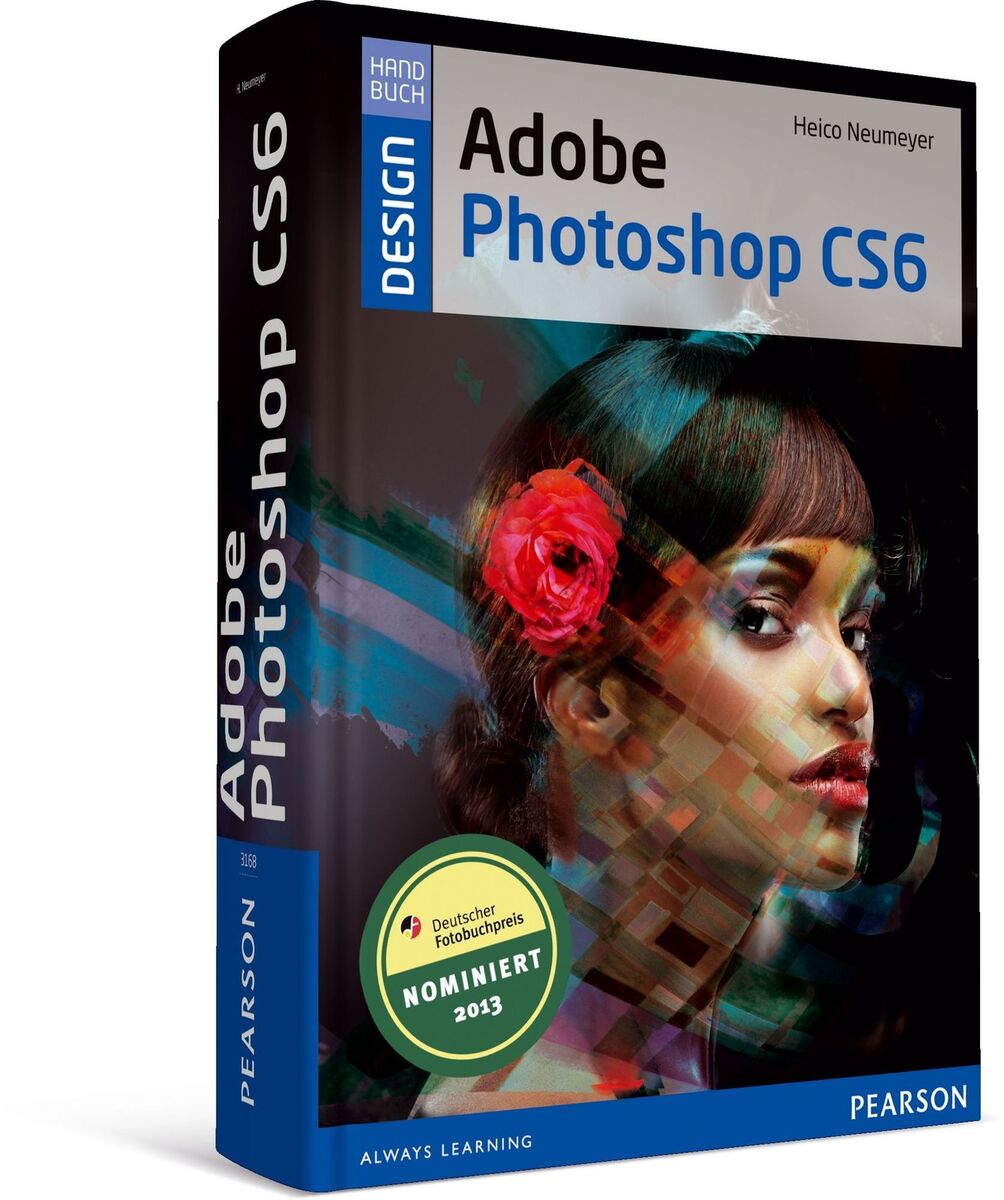 H. Neumeyer
Adobe
Photoshop CS6
3168
PEARSON
HAND
BUCH
DESIGN
Heico Neumeyer
Adobe
Photoshop CS6
Deutscher
Fotobuchpreis
NOMINIERT
2013
ALWAYS LEARNING
PEARSON